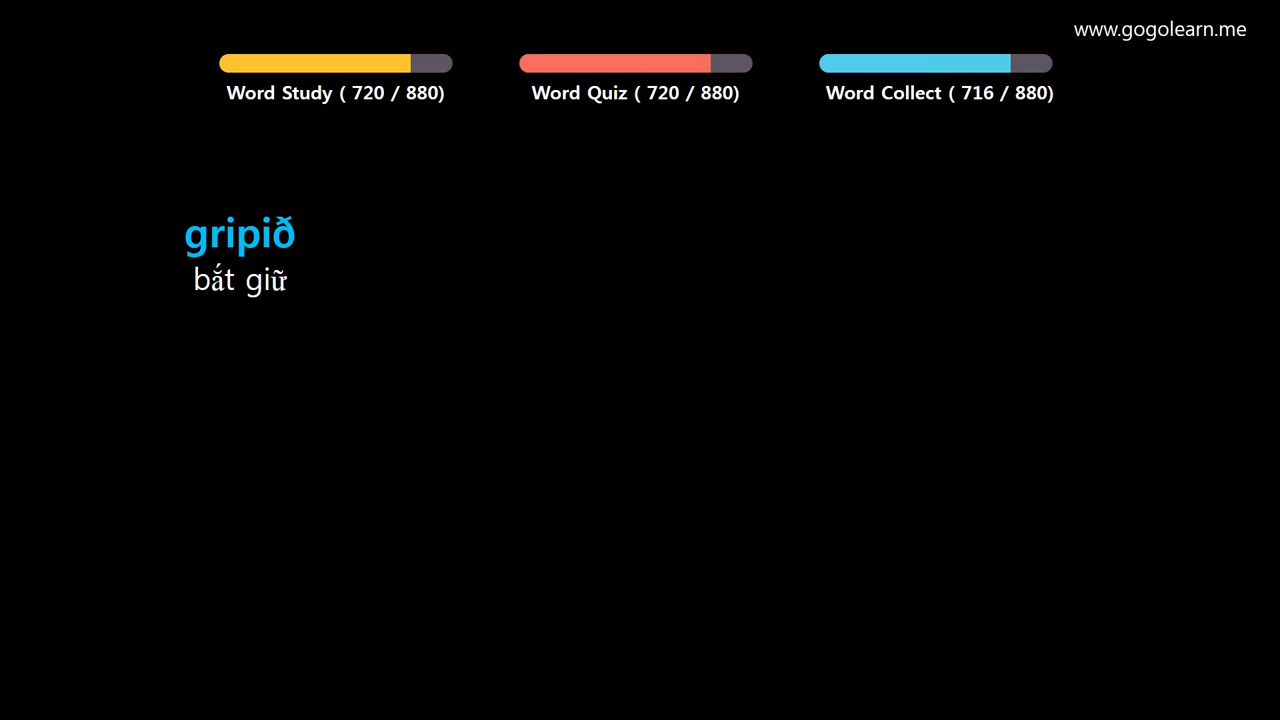 www.gogolearn.me
Word Study ( 720 / 880)
Word Quiz ( 720 / 880)
Word Collect ( 716 / 880)
gripið
bắt giữ